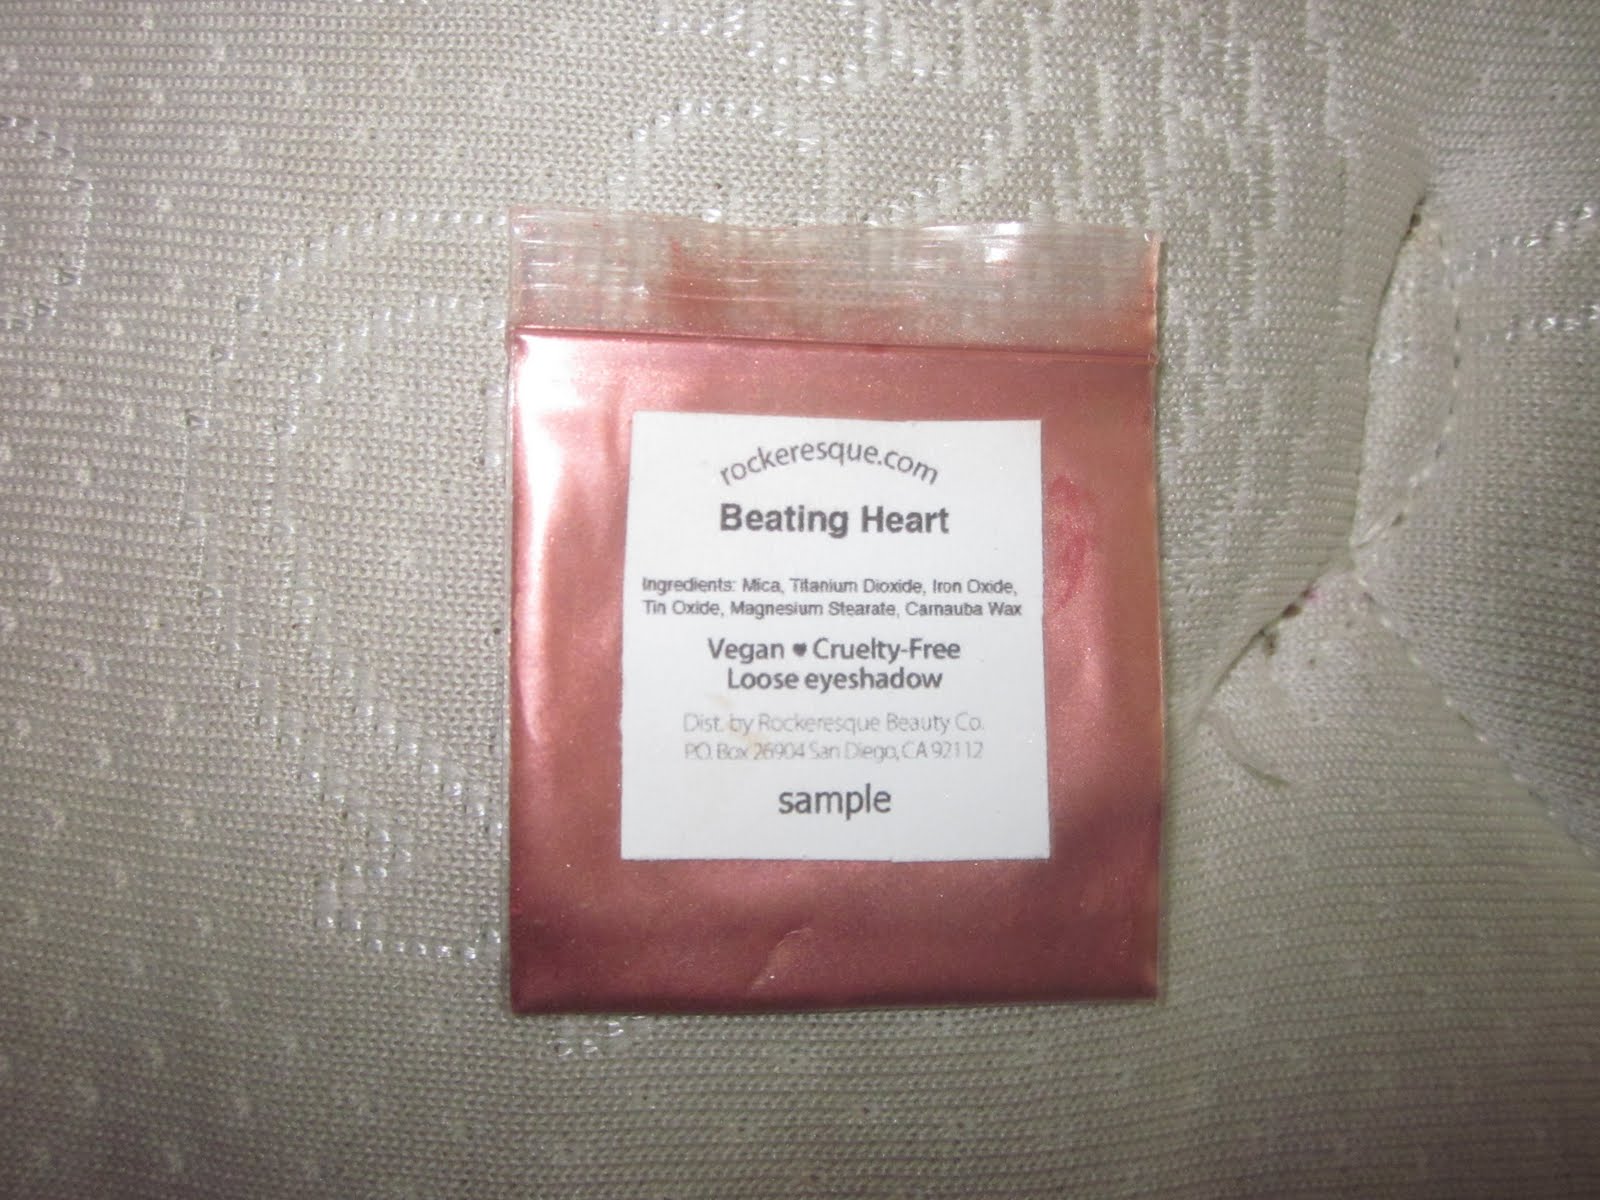 rockeresque.com
Beating Heart
Ingredients: Mica, Titanium Dioxide, Iron Oxide,
Tin Oxide, Magnesium Stearate, Carnauba Wax
Vegan ♥ Cruelty-Free
Loose eyeshadow
Dist. by Rockeresque Beauty Co.
P.O. Box 26904 San Diego, CA 92112
sample